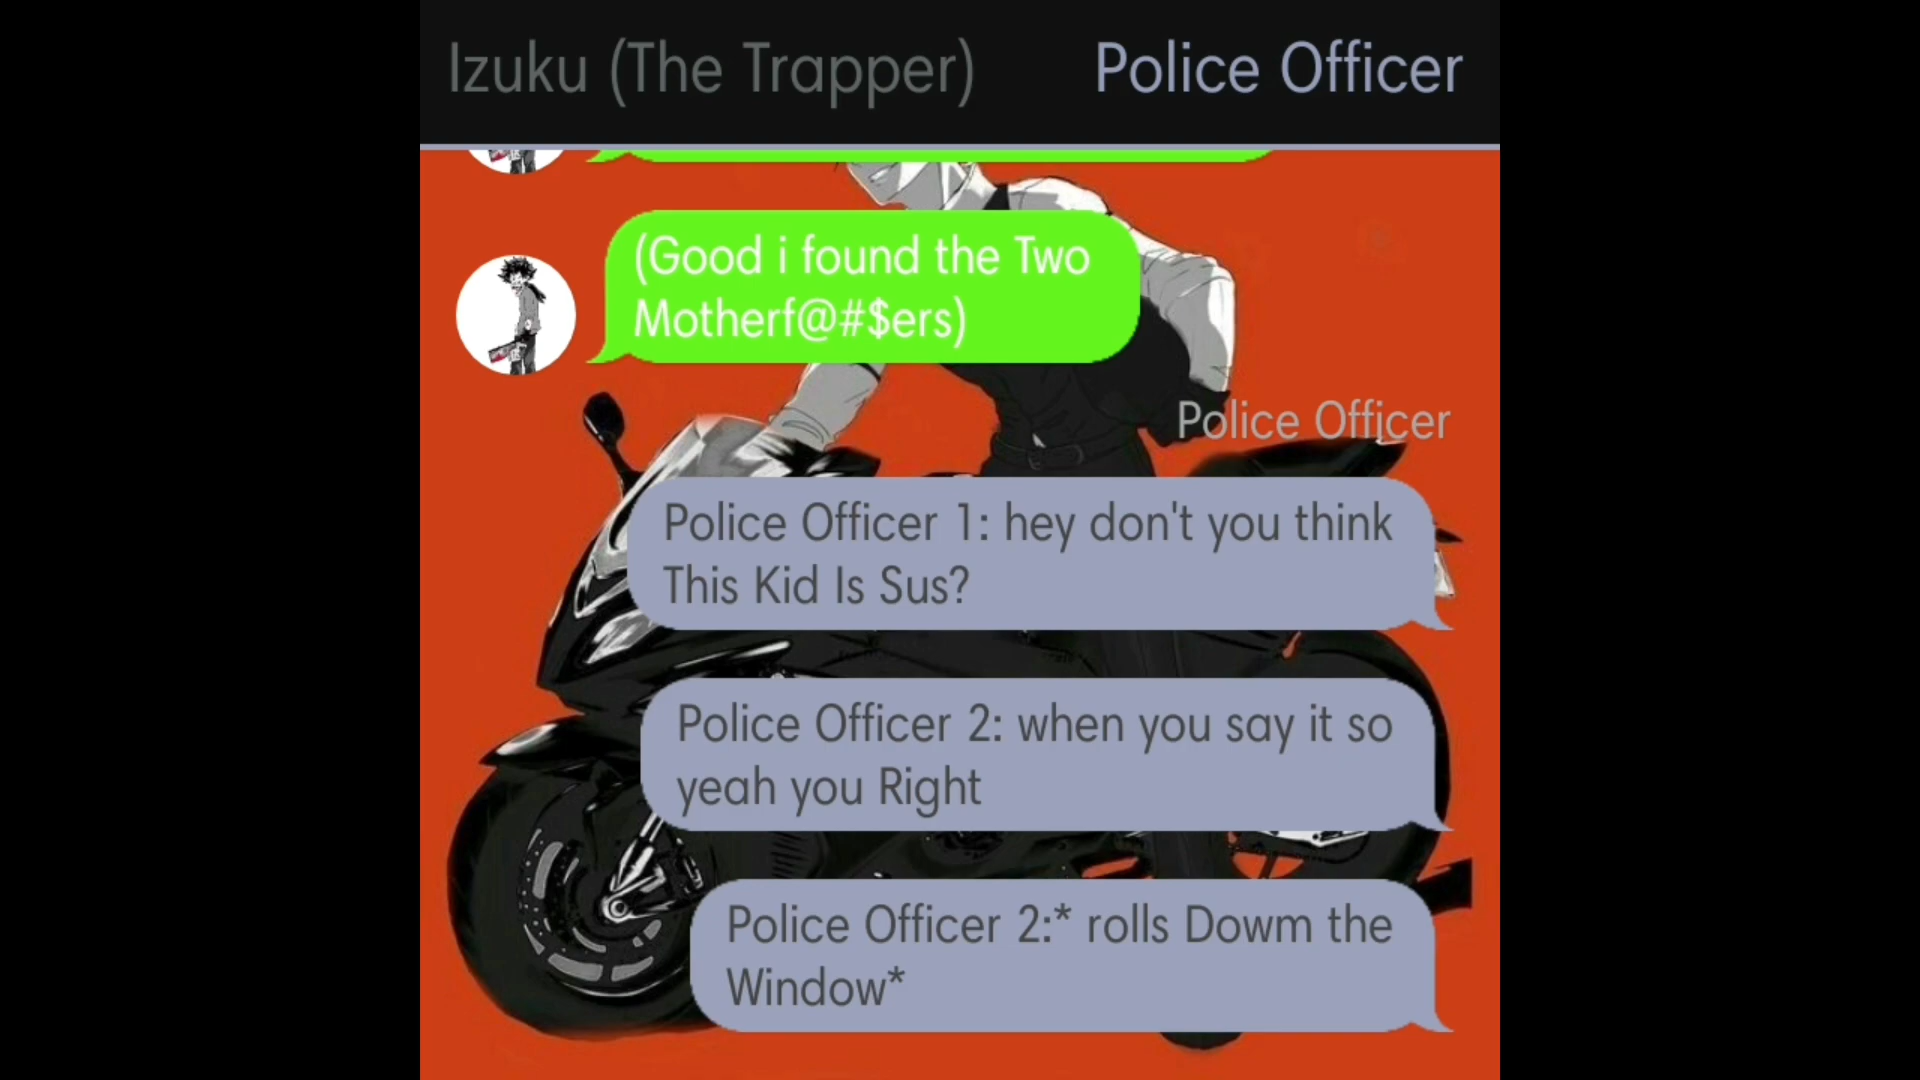 Izuku (The Trapper) Police Officer
(Good i found the Two
Motherf@#$ers)
Police Officer
Police Officer 1: hey don't you think
This Kid Is Sus?
Police Officer 2: when you say it so
yeah you Right
Police Officer 2:* rolls Dowm the
Window*